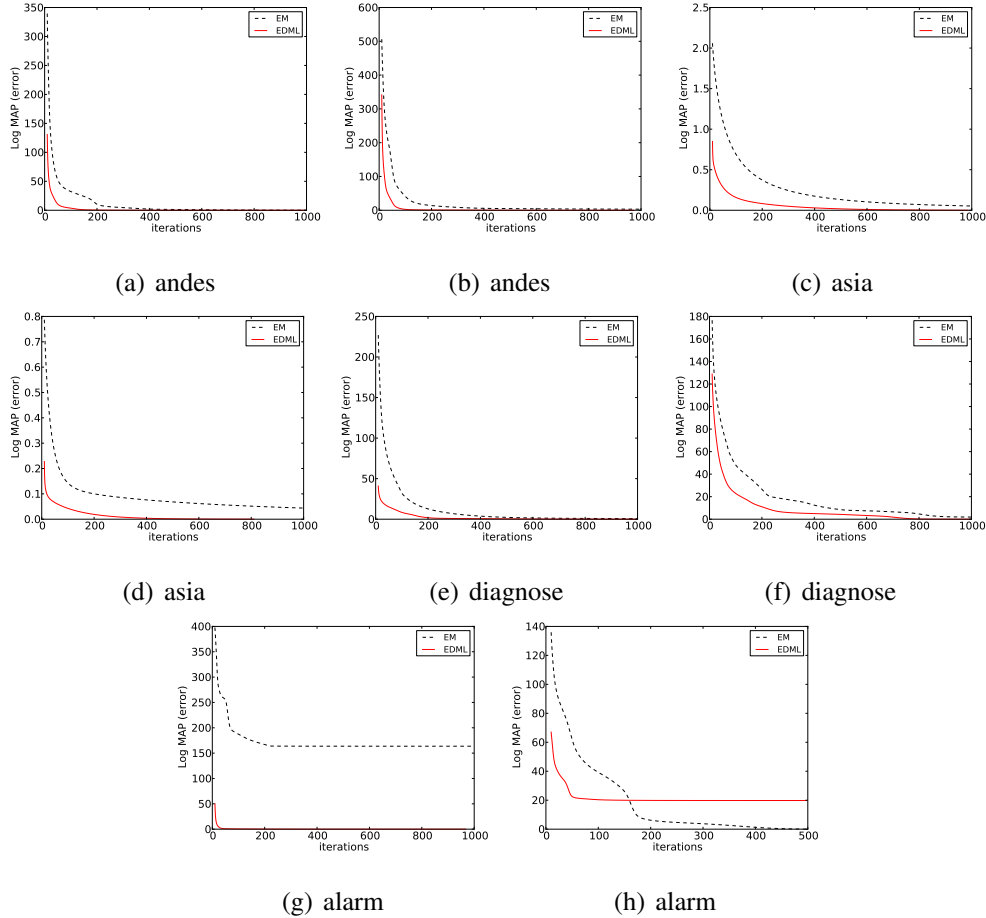 350
300
250
200
150
100
50
0
Log MAP (error)
EM
EDML
0 200 400 600 800 1000
iterations
(a) andes
600
500
400
300
200
100
0
Log MAP (error)
EM
EDML
0 200 400 600 800 1000
iterations
(b) andes
2.5
2.0
1.5
1.0
0.5
0.0
Log MAP (error)
EM
EDML
0 200 400 600 800 1000
iterations
(c) asia
0.8
0.7
0.6
0.5
0.4
0.3
0.2
0.1
0.0
Log MAP (error)
EM
EDML
0 200 400 600 800 1000
iterations
(d) asia
250
200
150
100
50
0
Log MAP (error)
EM
EDML
0 200 400 600 800 1000
iterations
(e) diagnose
180
160
140
120
100
80
60
40
20
0
Log MAP (error)
EM
EDML
0 200 400 600 800 1000
iterations
(f) diagnose
400
350
300
250
200
150
100
50
0
Log MAP (error)
EM
EDML
0 200 400 600 800 1000
iterations
(g) alarm
140
120
100
80
60
40
20
0
Log MAP (error)
EM
EDML
0 100 200 300 400 500
iterations
(h) alarm